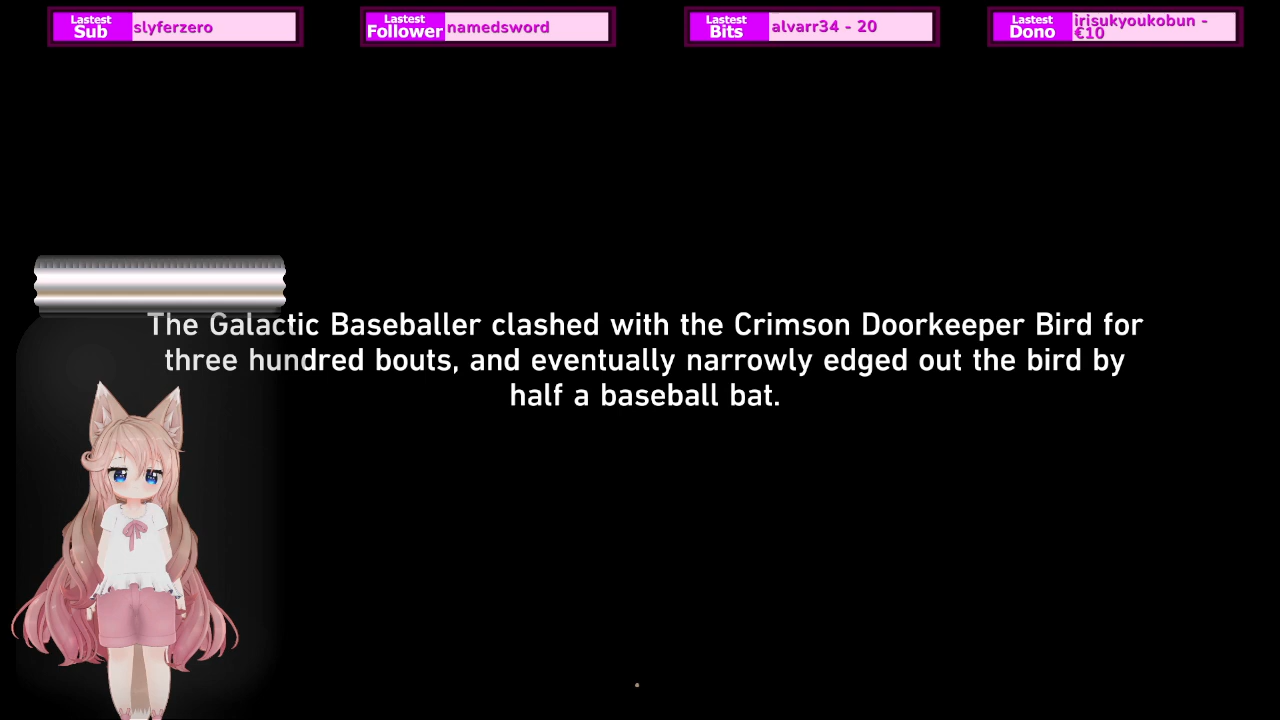 Lastest
Sub
slyferzero
Lastest
Follower
namedsword
Lastest
Bits
alvarr34 - 20
Lastest
Dono
irisukyoukobun -
€10
The Galactic Baseballer clashed with the Crimson Doorkeeper Bird for
three hundred bouts, and eventually narrowly edged out the bird by
half a baseball bat.